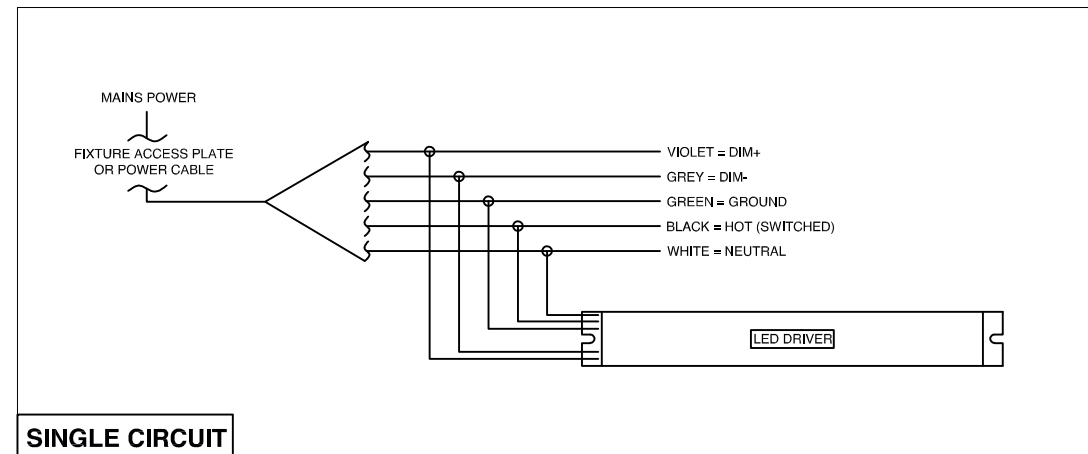 MAINS POWER
FIXTURE ACCESS PLATE
OR POWER CABLE
VIOLET = DIM+
GREY = DIM-
GREEN = GROUND
BLACK = HOT (SWITCHED)
WHITE = NEUTRAL
LED DRIVER
SINGLE CIRCUIT